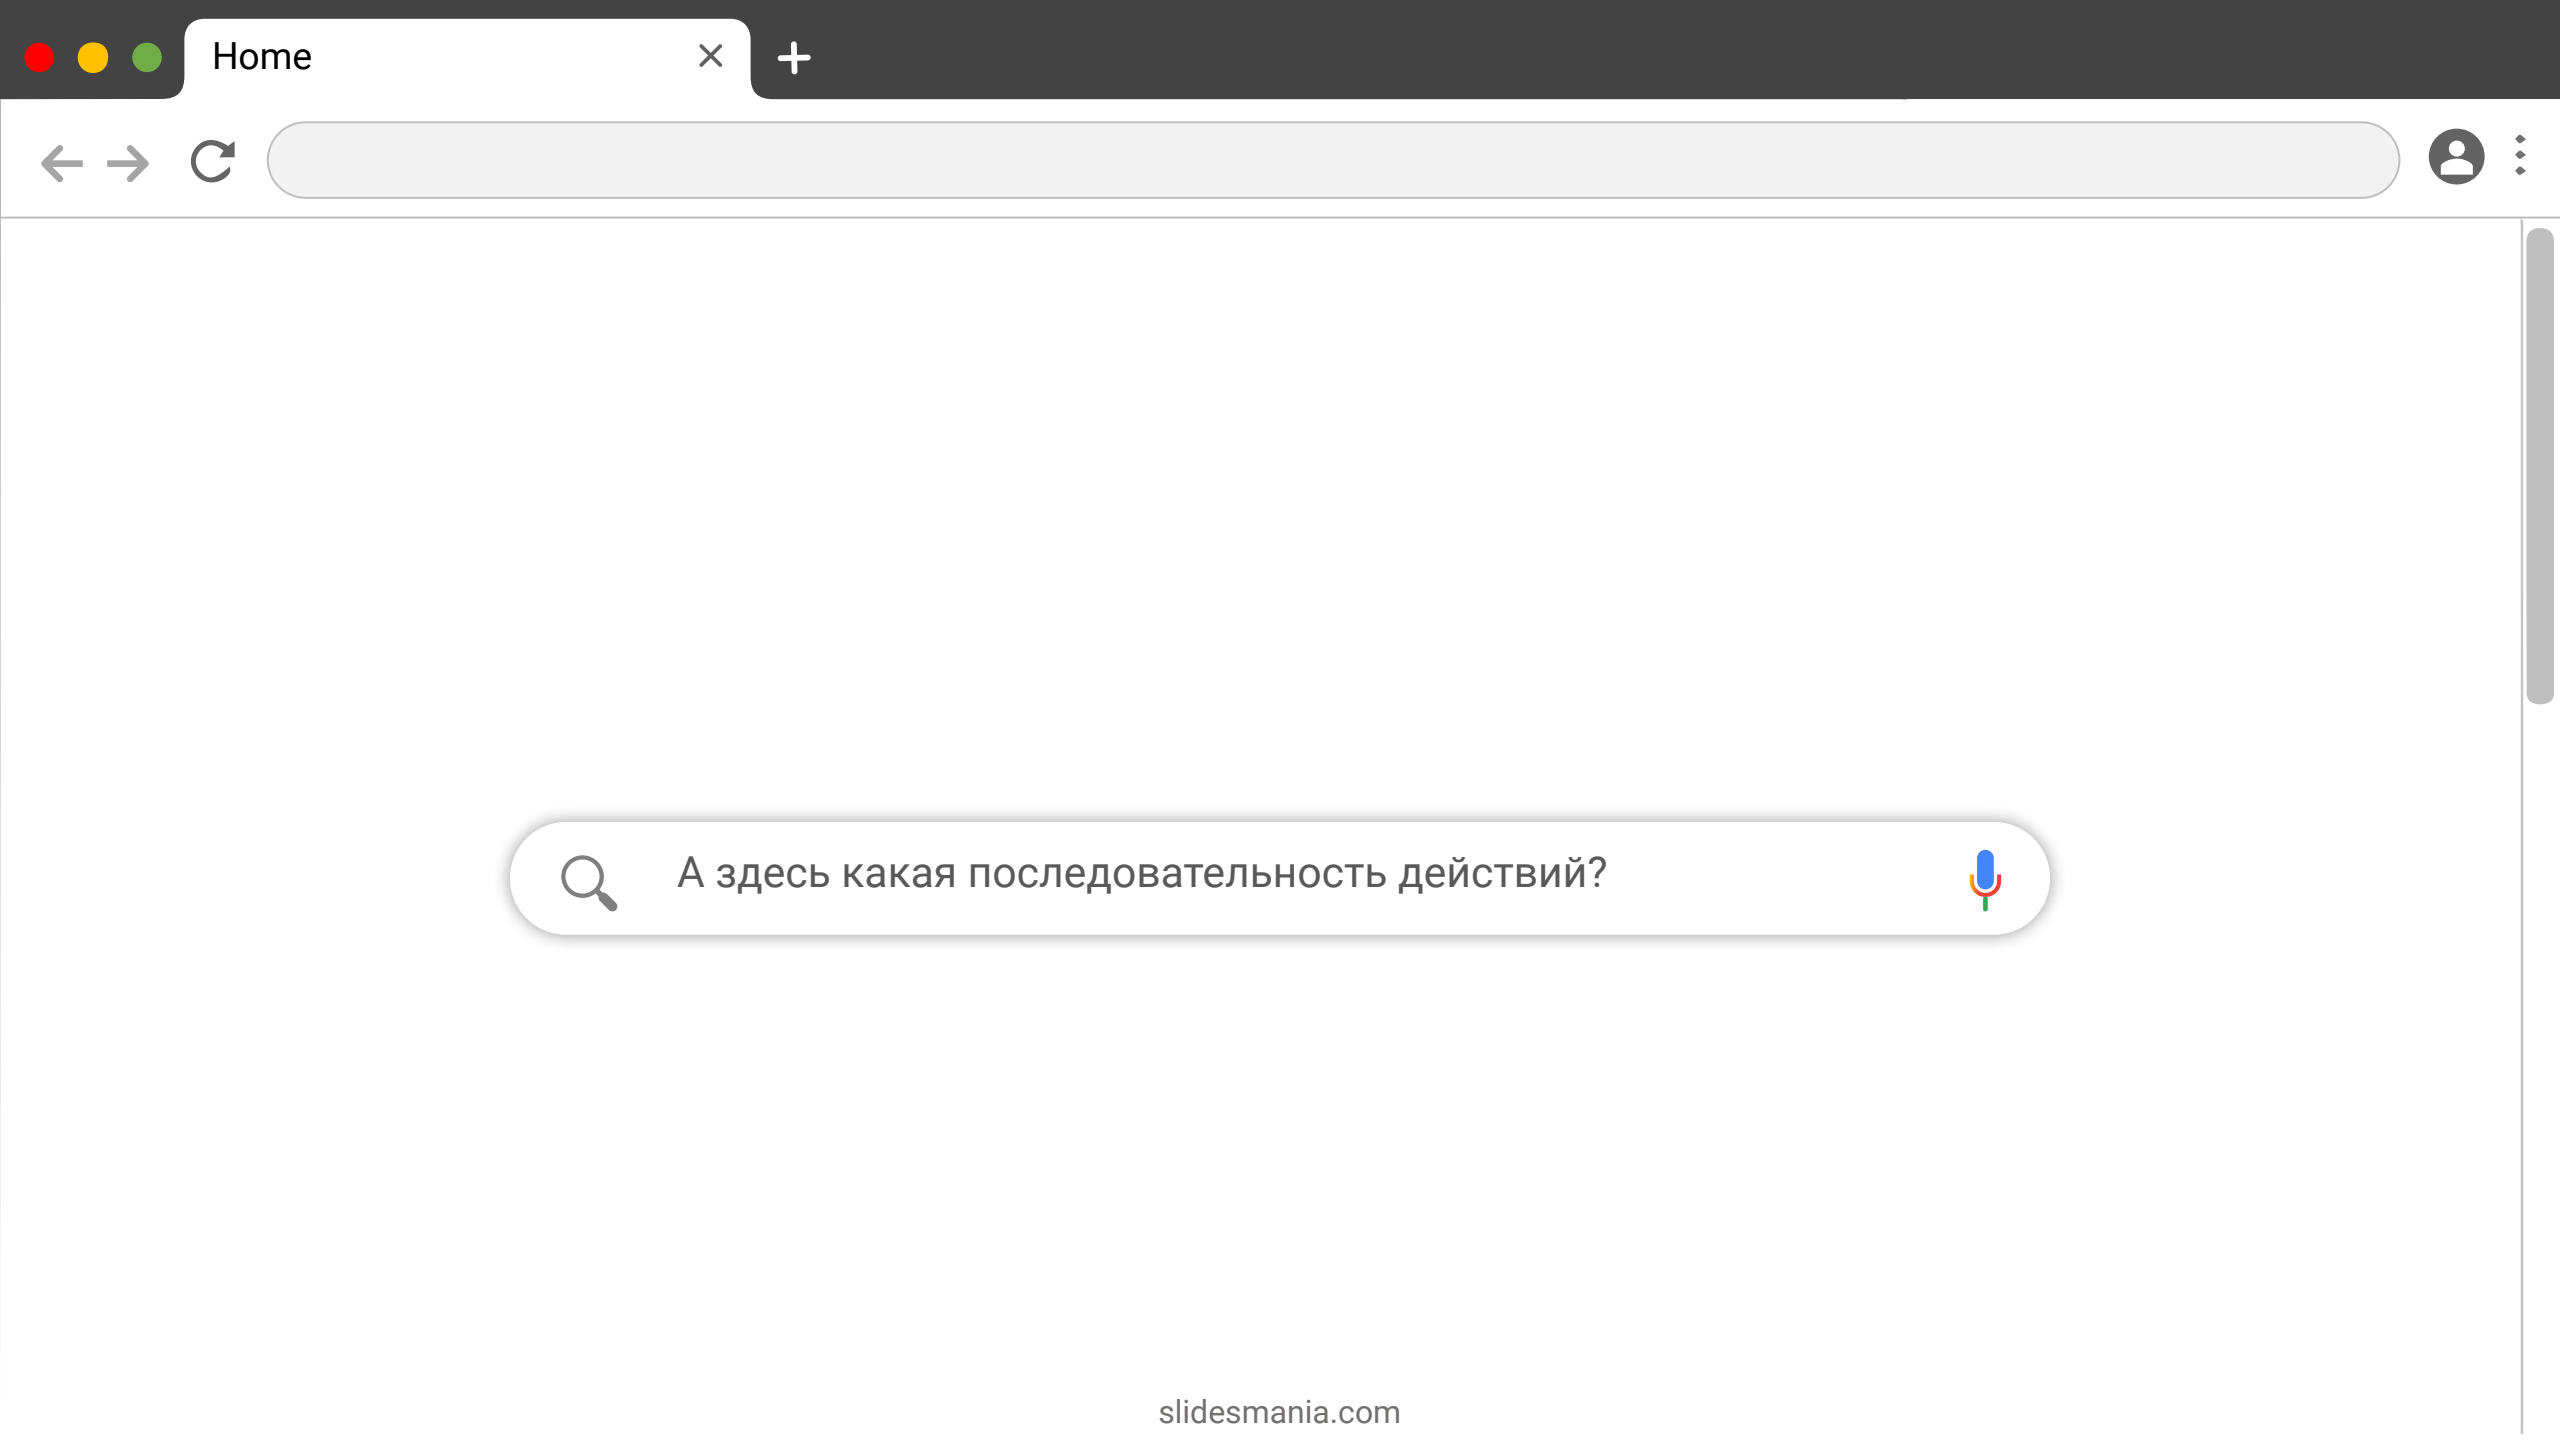 Home
А здесь какая последовательность действий?
slidesmania.com